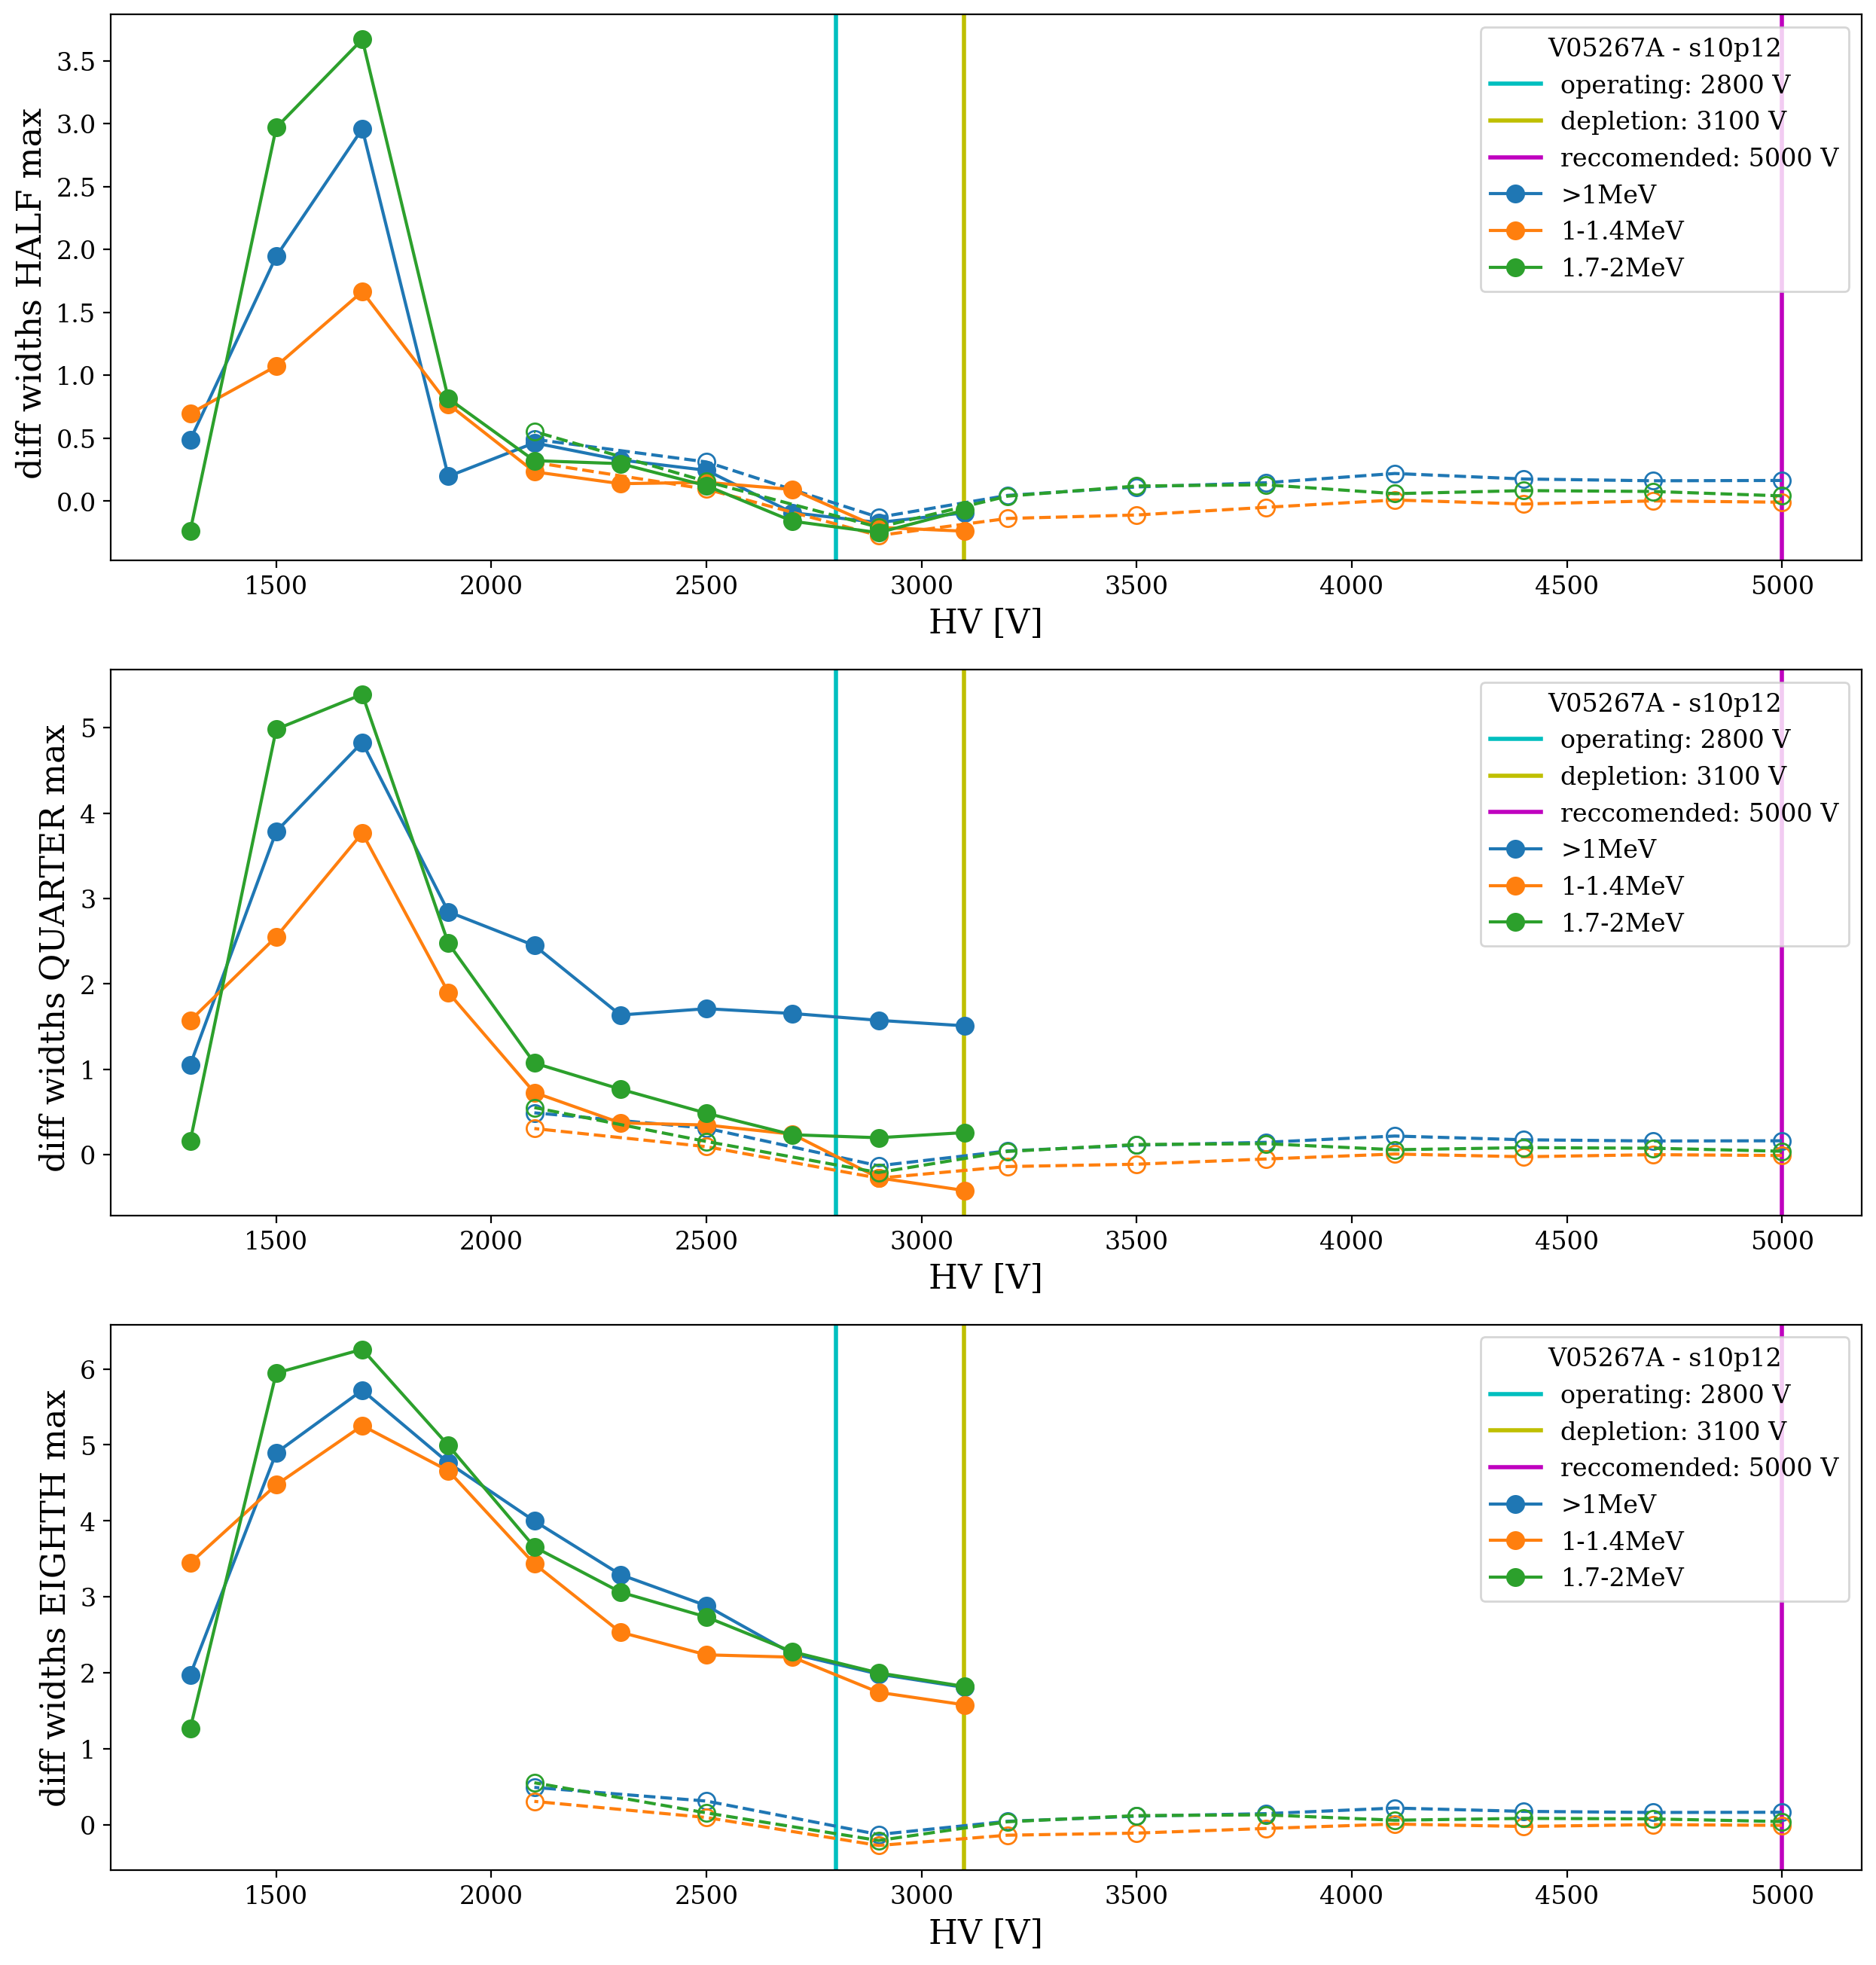 diff widths HALF max
3.5
3.0
2.5
2.0
1.5
1.0
0.5
0.0
V05267A - s10p12
operating: 2800 V
depletion: 3100 V
reccomended: 5000 V
>1MeV
1-1.4MeV
1.7-2MeV
1500 2000 2500 3000 3500 4000 4500 5000
HV [V]
diff widths QUARTER max
5
4
3
2
1
0
V05267A - s10p12
operating: 2800 V
depletion: 3100 V
reccomended: 5000 V
>1MeV
1-1.4MeV
1.7-2MeV
1500 2000 2500 3000 3500 4000 4500 5000
HV [V]
diff widths EIGHTH max
6
5
4
3
2
1
0
V05267A - s10p12
operating: 2800 V
depletion: 3100 V
reccomended: 5000 V
>1MeV
1-1.4MeV
1.7-2MeV
1500 2000 2500 3000 3500 4000 4500 5000
HV [V]